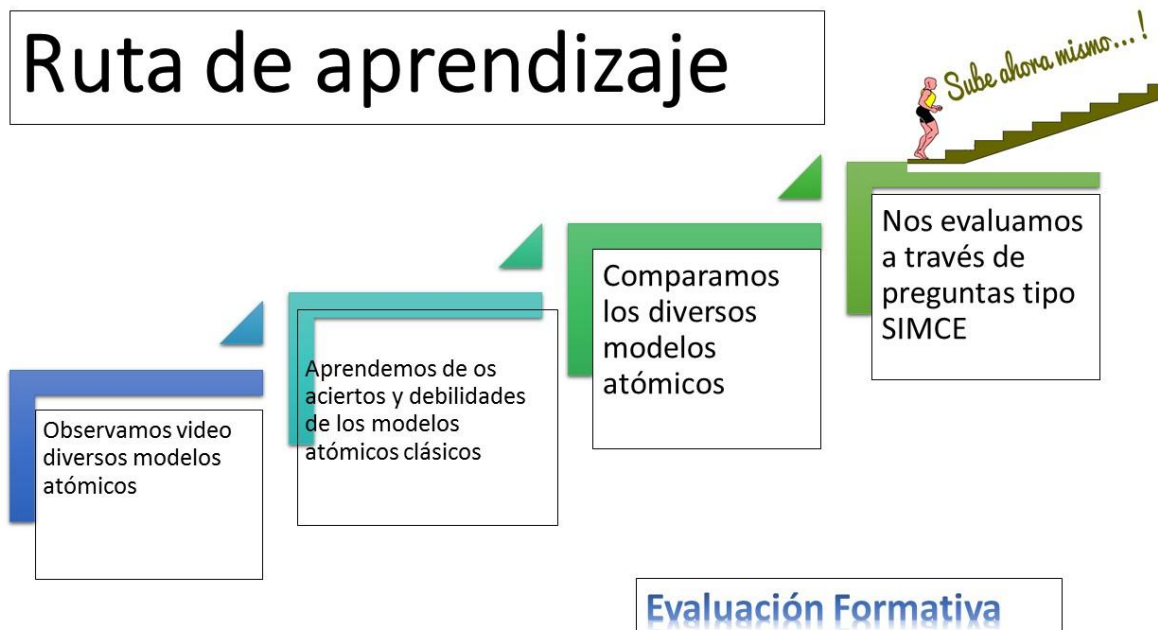 Ruta de aprendizaje
Sube ahora mismo...!
Observamos video
diversos modelos
atómicos
Aprendemos de os
aciertos y debilidades
de los modelos
atómicos clásicos
Comparamos
los diversos
modelos
atómicos
Nos evaluamos
a través de
preguntas tipo
SIMCE
Evaluación Formativa